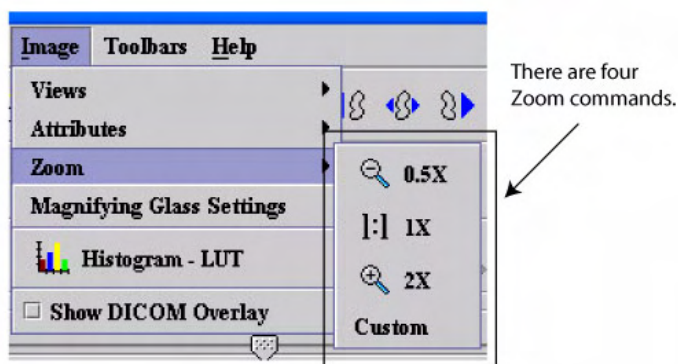 Image Toolbars Help
Views
Attributes
Zoom
Magnifying Glass Settings
Histogram - LUT
Show DICOM Overlay
0.5X
]:[ 1X
2X
Custom
There are four
Zoom commands.